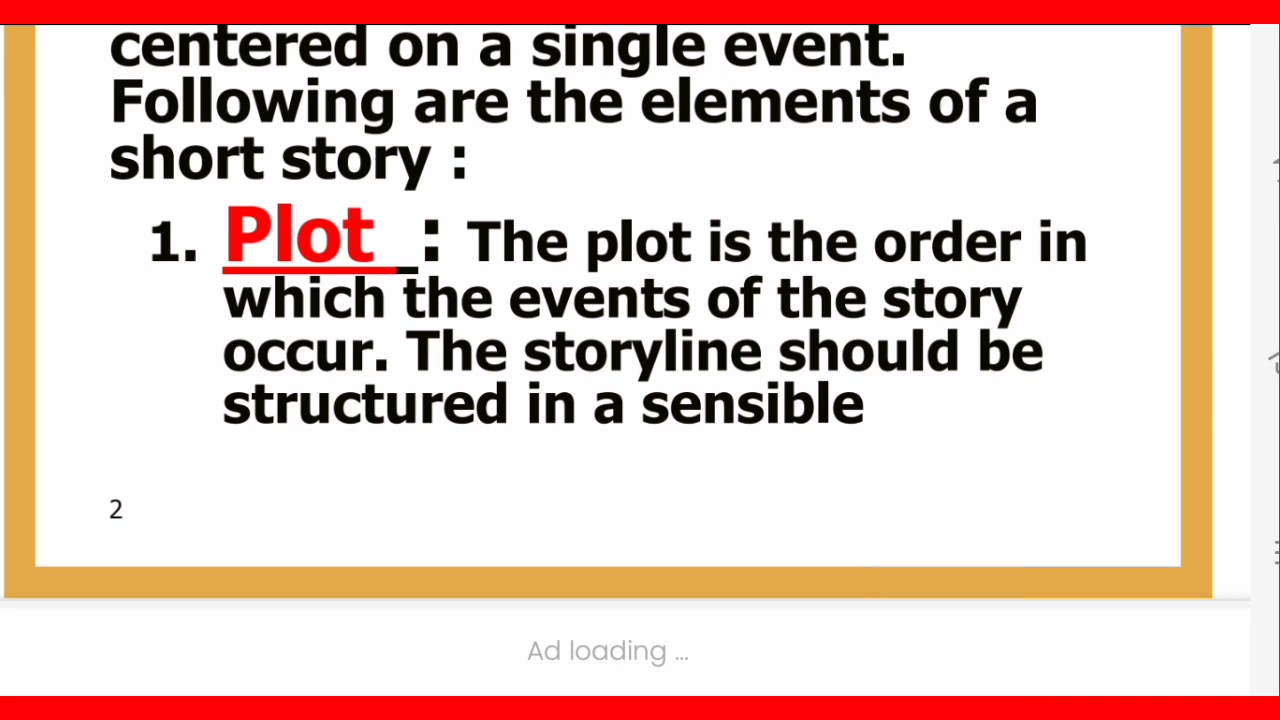 centered on a single event.
Following are the elements of a
short story :
1. Plot : The plot is the order in
which the events of the story
occur. The storyline should be
structured in a sensible
2
Ad loading ...